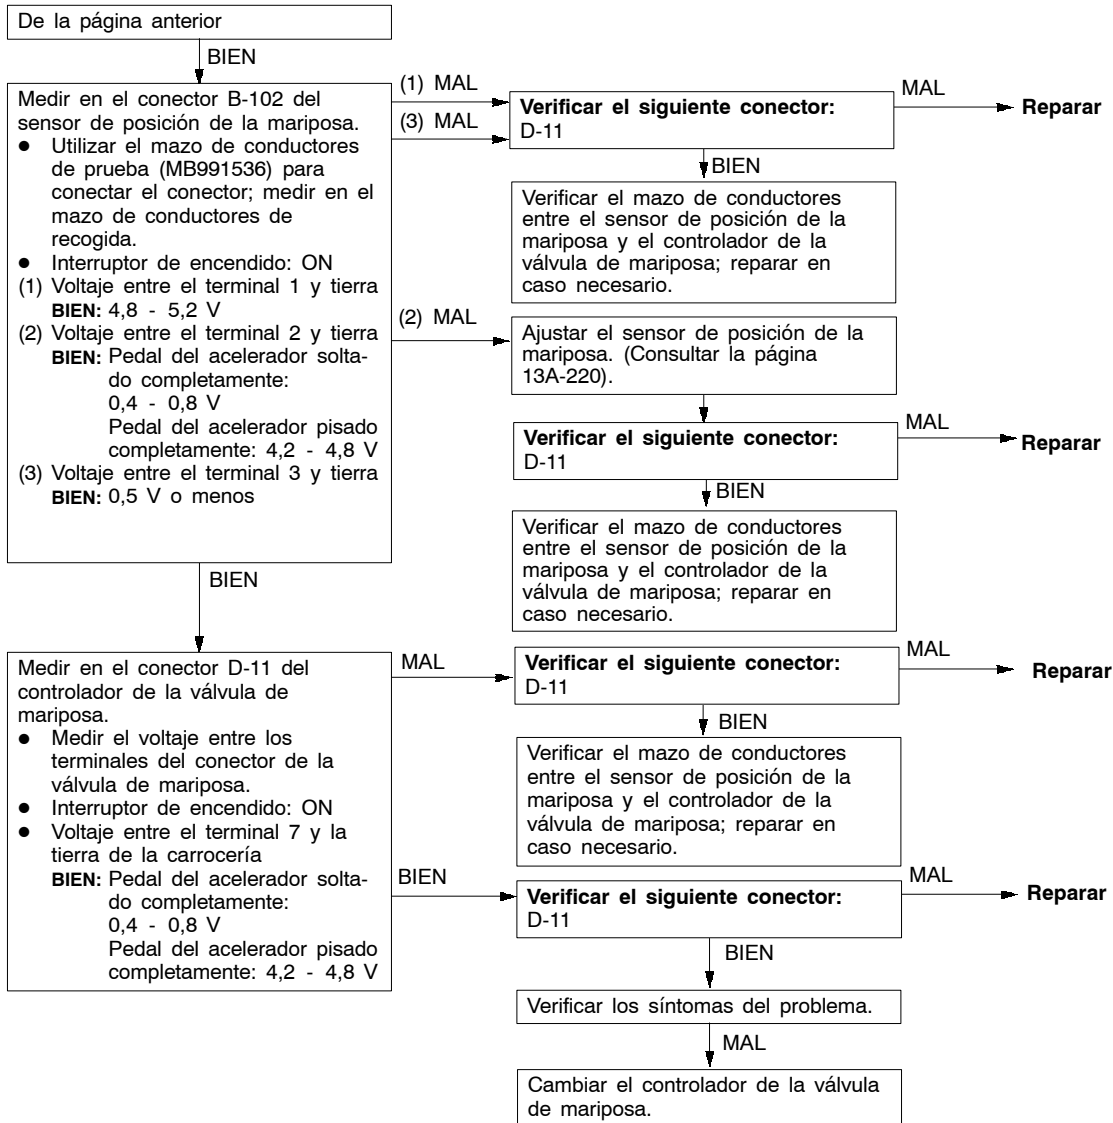 De la página anterior
BIEN
Medir en el conector B-102 del
sensor de posición de la mariposa.
● Utilizar el mazo de conductores
de prueba (MB991536) para
conectar el conector; medir en el
mazo de conductores de
recogida.
● Interruptor de encendido: ON
(1) Voltaje entre el terminal 1 y tierra
BIEN: 4,8 - 5,2 V
(2) Voltaje entre el terminal 2 y tierra
BIEN: Pedal del acelerador solta-
do completamente:
0,4 - 0,8 V
Pedal del acelerador pisado
completamente: 4,2 - 4,8 V
(3) Voltaje entre el terminal 3 y tierra
BIEN: 0,5 V o menos
(1) MAL
(3) MAL
Verificar el siguiente conector:
D-11
MAL
Reparar
BIEN
Verificar el mazo de conductores
entre el sensor de posición de la
mariposa y el controlador de la
válvula de mariposa; reparar en
caso necesario.
(2) MAL
Ajustar el sensor de posición de la
mariposa. (Consultar la página
13A-220).
Verificar el siguiente conector:
D-11
MAL
Reparar
BIEN
Verificar el mazo de conductores
entre el sensor de posición de la
mariposa y el controlador de la
válvula de mariposa; reparar en
caso necesario.
BIEN
Medir en el conector D-11 del
controlador de la válvula de
mariposa.
● Medir el voltaje entre los
terminales del conector de la
válvula de mariposa.
● Interruptor de encendido: ON
● Voltaje entre el terminal 7 y la
tierra de la carrocería
BIEN: Pedal del acelerador solta-
do completamente:
0,4 - 0,8 V
Pedal del acelerador pisado
completamente: 4,2 - 4,8 V
MAL
Verificar el siguiente conector:
D-11
MAL
Reparar
BIEN
Verificar el mazo de conductores
entre el sensor de posición de la
mariposa y el controlador de la
válvula de mariposa; reparar en
caso necesario.
BIEN
Verificar el siguiente conector:
D-11
MAL
Reparar
BIEN
Verificar los síntomas del problema.
MAL
Cambiar el controlador de la válvula
de mariposa.